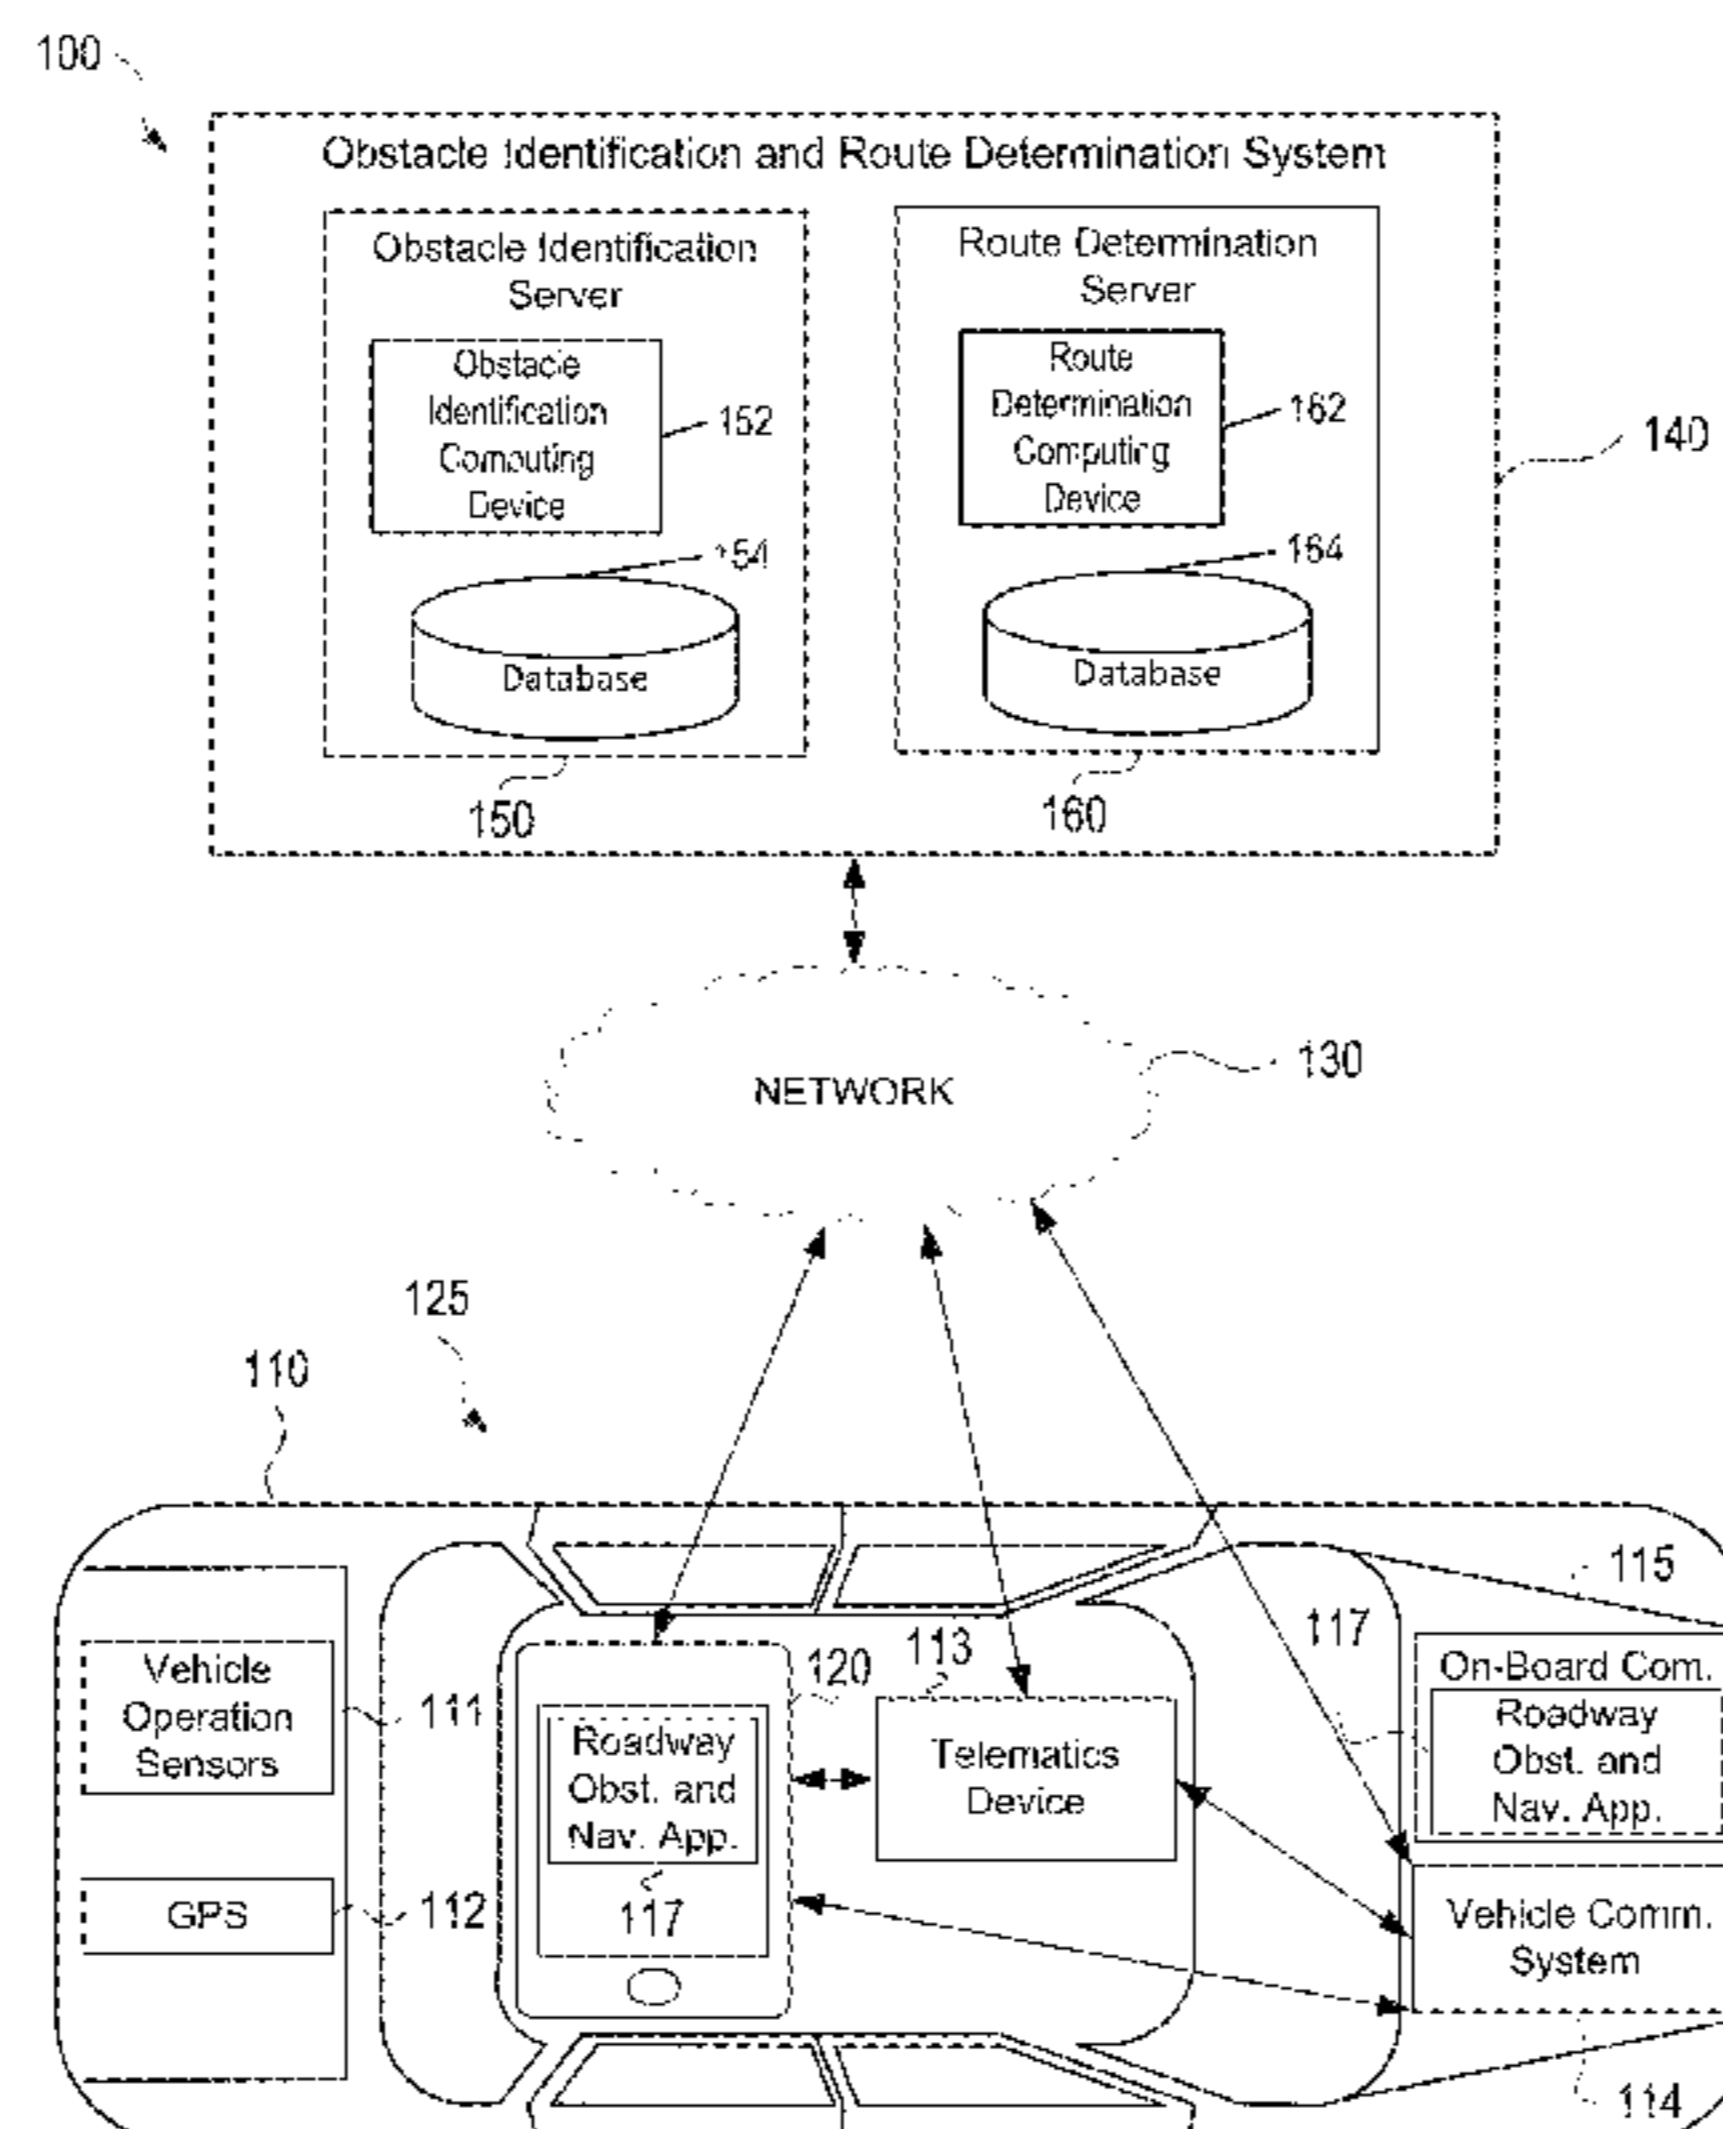 100
Obstacle Identification and Route Determination System
Obstacle Identification
Server
Obstacle
Identification
Computing
Device
152
154
Database
150
Route Determination
Server
Route
Determination
Computing
Device
162
164
Database
160
140
NETWORK
130
125
110
Vehicle
Operation
Sensors
111
GPS
112
Roadway
Obst. and
Nav. App.
117
120
113
Telematics
Device
115
117
On-Board Com.
Roadway
Obst. and
Nav. App.
Vehicle Comm.
System
114